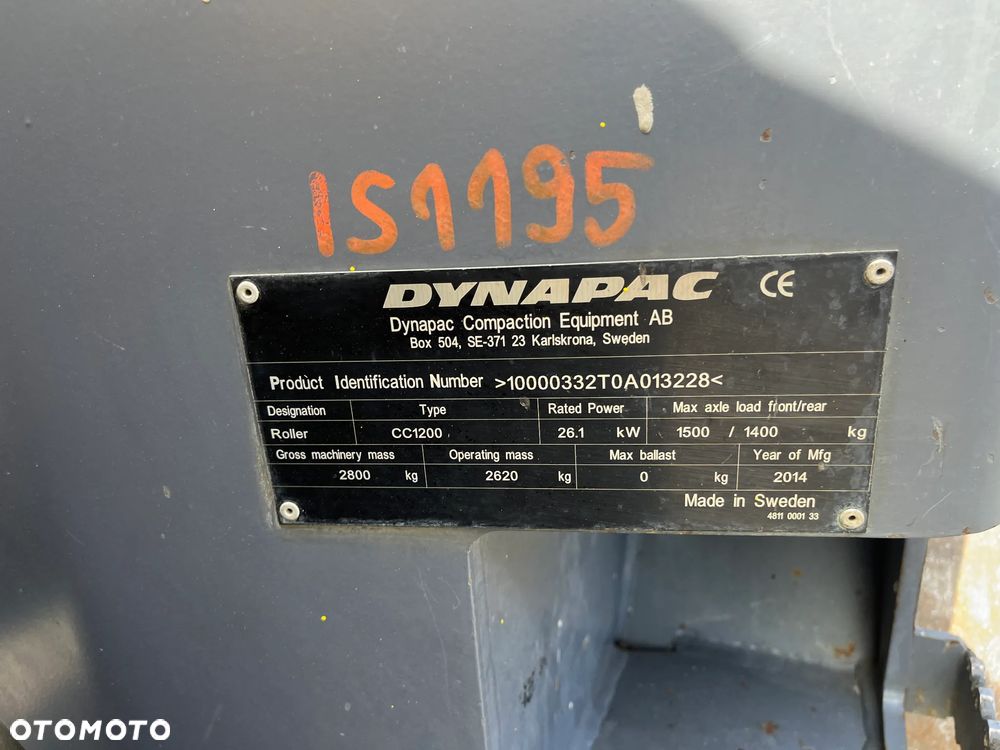 IS1195
DYNAPAC CE
Dynapac Compaction Equipment AB
Box 504, SE-371 23 Karlskrona, Sweden
Product Identification Number >10000332T0A013228<
Designation Type Rated Power Max axle load front/rear
Roller CC1200 26.1 kW 1500 / 1400 kg
Gross machinery mass Operating mass Max ballast Year of Mfg
2800 kg 2620 kg 0 kg 2014
Made in Sweden
4811 0001 33
OTOMOTO